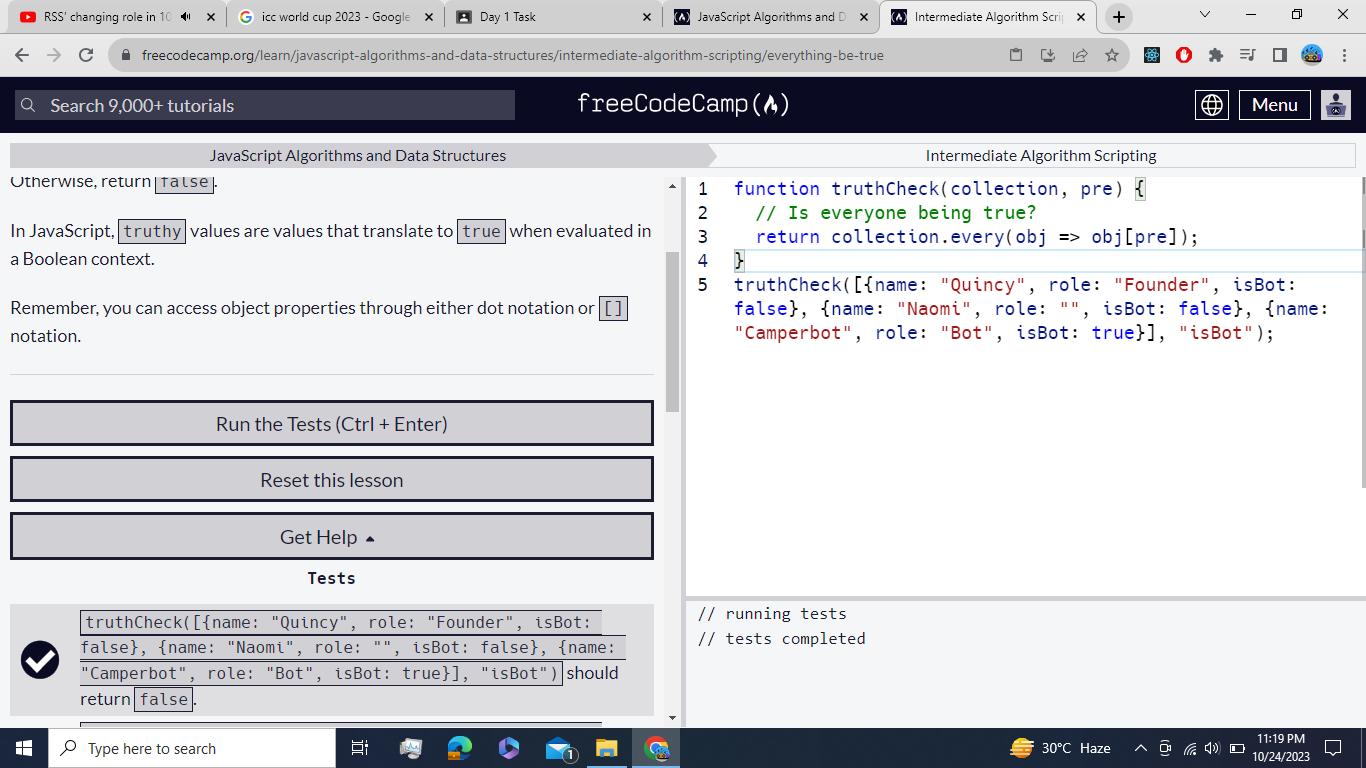 RSS' changing role in 10
icc world cup 2023 - Google
Day 1 Task
JavaScript Algorithms and D
Intermediate Algorithm Scri
freecodecamp.org/learn/javascript-algorithms-and-data-structures/intermediate-algorithm-scripting/everything-be-true
Search 9,000+ tutorials
freeCodeCamp
Menu
JavaScript Algorithms and Data Structures
Intermediate Algorithm Scripting
Otherwise, return false.
In JavaScript, truthy values are values that translate to true when evaluated in
a Boolean context.
Remember, you can access object properties through either dot notation or []
notation.
Run the Tests (Ctrl + Enter)
Reset this lesson
Get Help
Tests
truthCheck([{name: "Quincy", role: "Founder", isBot:
false}, {name: "Naomi", role: "", isBot: false}, {name:
"Camperbot", role: "Bot", isBot: true}], "isBot") should
return false.
1 function truthCheck(collection, pre) {
2 // Is everyone being true?
3 return collection.every(obj => obj[pre]);
4 }
5 truthCheck([{name: "Quincy", role: "Founder", isBot:
false}, {name: "Naomi", role: "", isBot: false}, {name:
"Camperbot", role: "Bot", isBot: true}], "isBot");
// running tests
// tests completed
Type here to search
1
30°C Haze
11:19 PM
10/24/2023